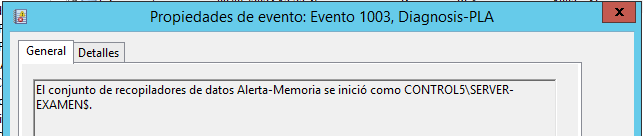 Propiedades de evento: Evento 1003, Diagnosis-PLA
x
General
Detalles
El conjunto de recopiladores de datos Alerta-Memoria se inició como CONTROL5\SERVER-
EXAMEN$.